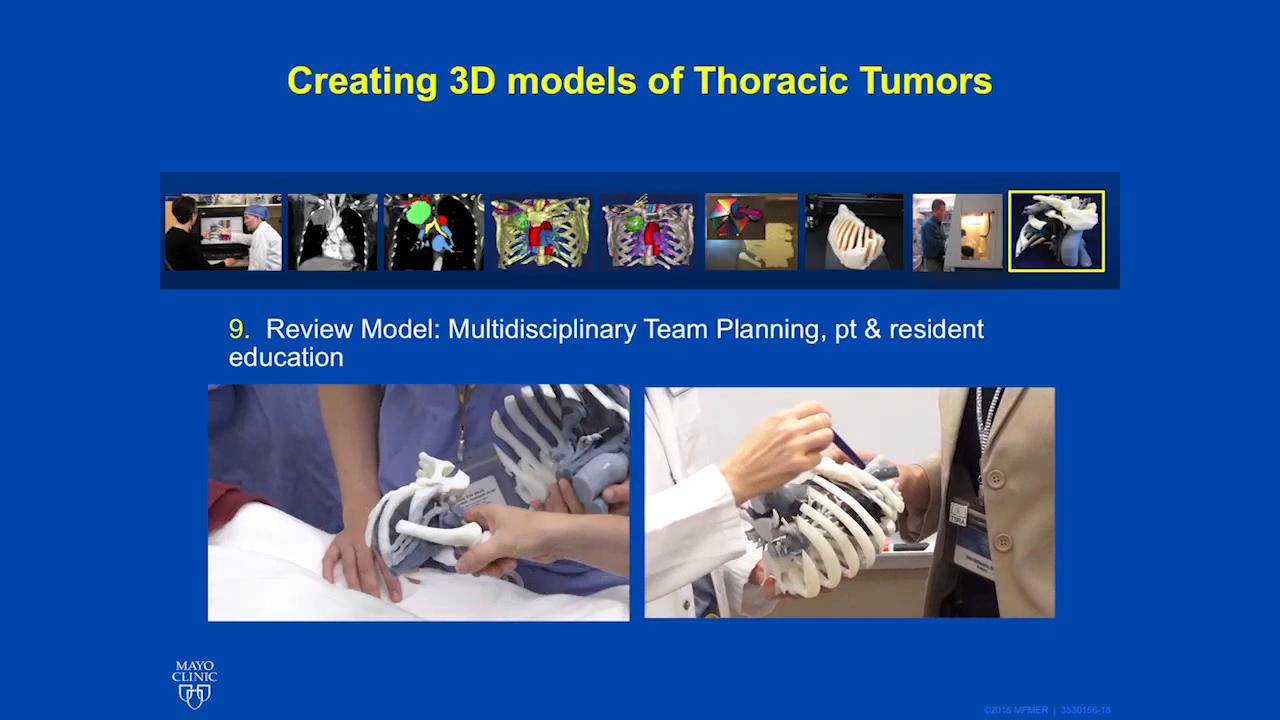 Creating 3D models of Thoracic Tumors
9. Review Model: Multidisciplinary Team Planning, pt & resident
education
MAYO
CLINIC
©2016 MFMER | 3530156-18